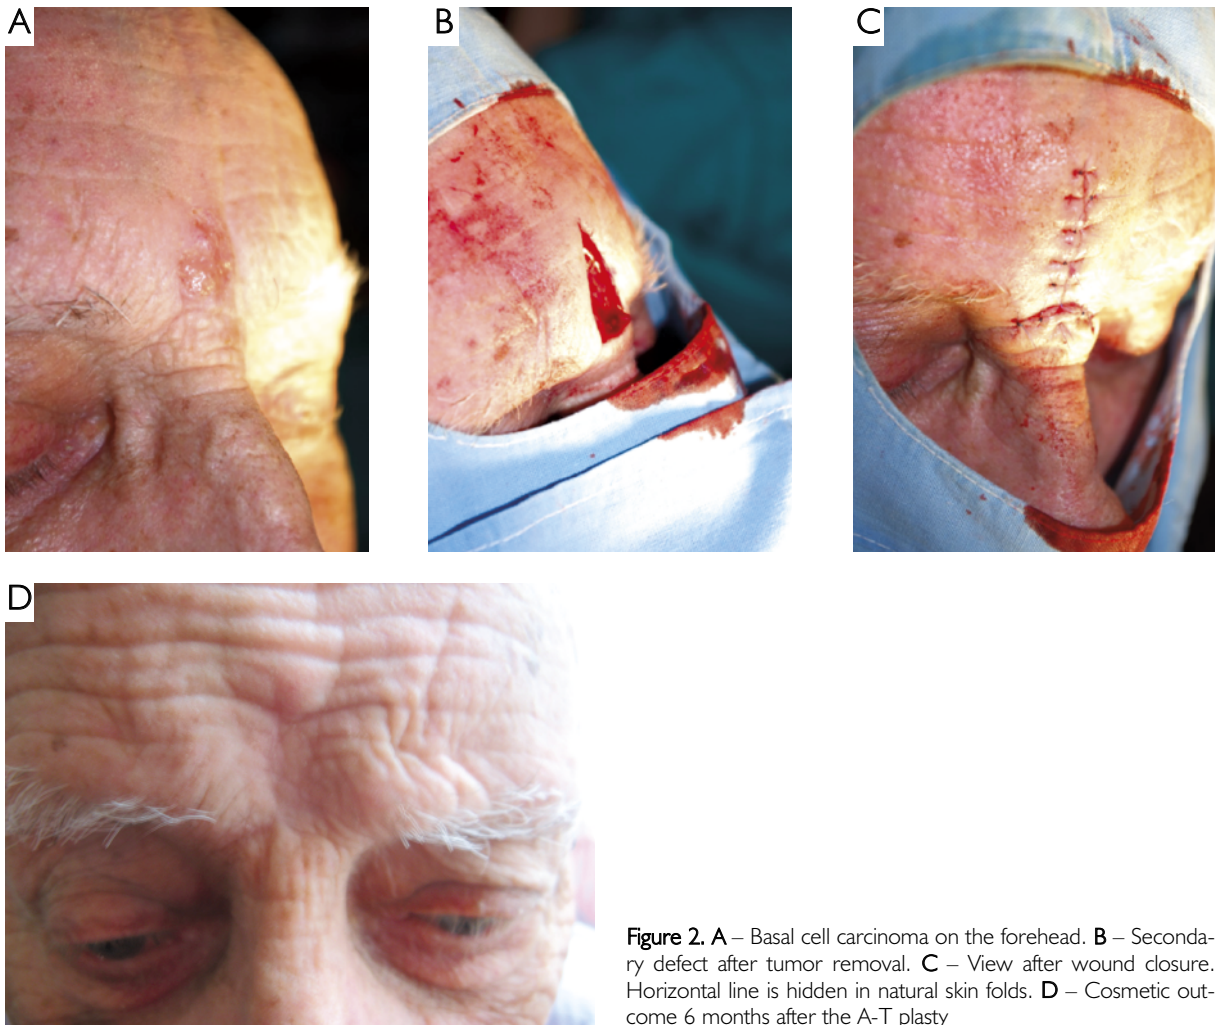 A
B
C
D
Figure 2. A – Basal cell carcinoma on the forehead. B – Seconda-
ry defect after tumor removal. C – View after wound closure.
Horizontal line is hidden in natural skin folds. D – Cosmetic out-
come 6 months after the A-T plasty